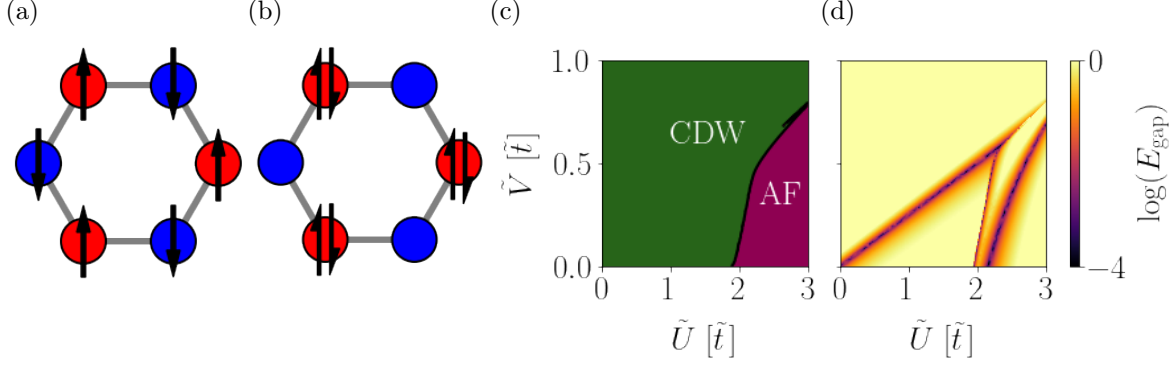 (a)
(b)
(c)
(d)
1.0
0.5
0.0
Ṽ [t̃]
CDW
AF
0
1
2
3
Ũ [t̃]
0
1
2
3
Ũ [t̃]
0
−4
log(E_gap)